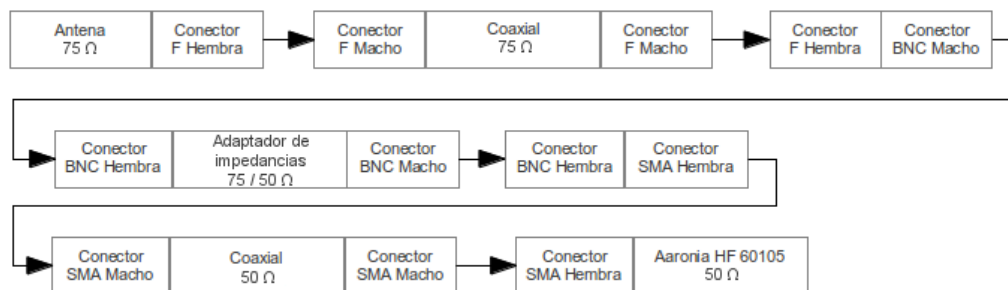 Antena
75 Ω
Conector
F Hembra
Conector
F Macho
Coaxial
75 Ω
Conector
F Macho
Conector
F Hembra
Conector
BNC Macho
Conector
BNC Hembra
Adaptador de
impedancias
75 / 50 Ω
Conector
BNC Macho
Conector
BNC Hembra
Conector
SMA Hembra
Conector
SMA Macho
Coaxial
50 Ω
Conector
SMA Macho
Conector
SMA Hembra
Aaronia HF 60105
50 Ω